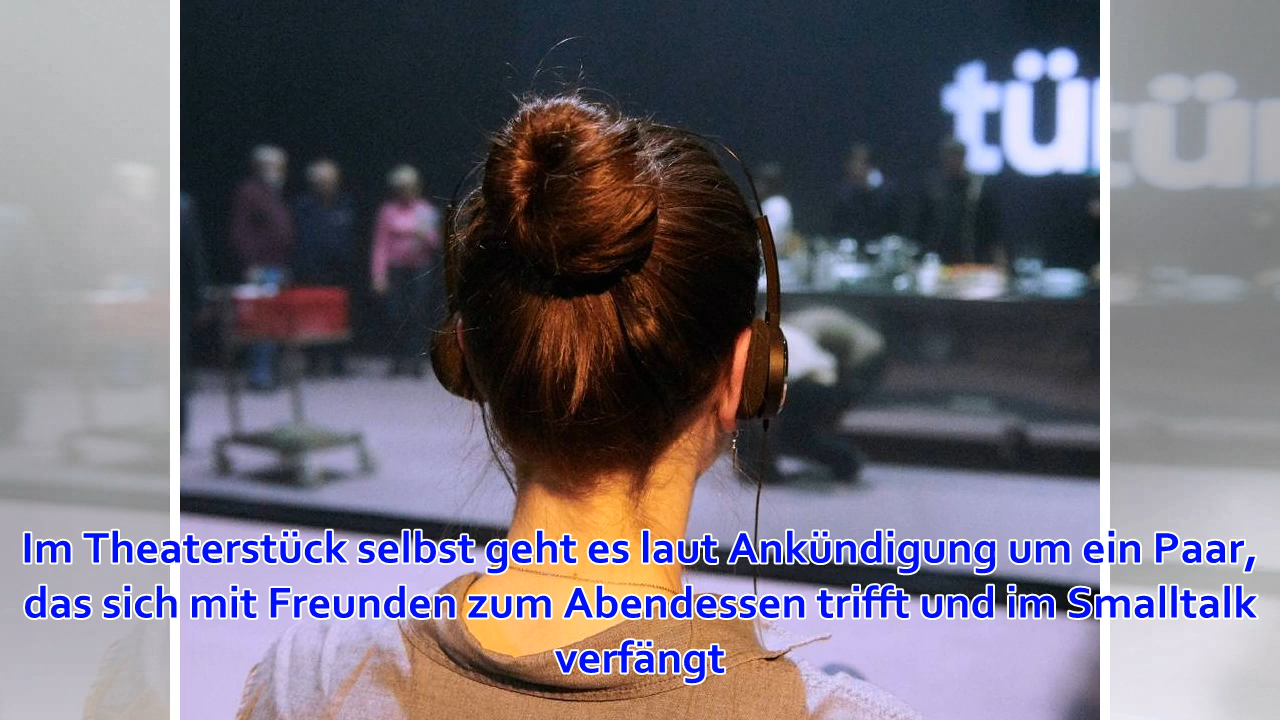 tür
Im Theaterstück selbst geht es laut Ankündigung um ein Paar,
das sich mit Freunden zum Abendessen trifft und im Smalltalk
verfängt